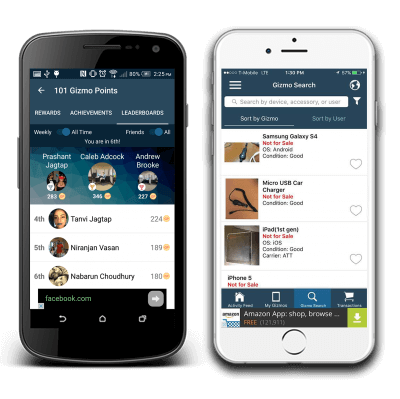 80% 2:25 PM
101 Gizmo Points
REWARDS ACHIEVEMENTS LEADERBOARDS
Weekly All Time Friends All
You are in 6th!
Prashant Jagtap
283
Caleb Adcock
346
Andrew Brooke
227
4th Tanvi Jagtap 224
5th Niranjan Vasan 189
6th Nabarun Choudhury 180
facebook.com
T-Mobile LTE 1:30 PM 57%
Gizmo Search
Search by device, accessory, or user
Sort by Gizmo Sort by User
Samsung Galaxy S4
Not for Sale
OS: Android
Condition: Good
Micro USB Car
Charger
Not for Sale
Condition: Good
iPad(1st gen)
Not for Sale
OS: iOS
Condition: Good
Carrier: ATT
iPhone 5
Not for Sale
Activity Feed My Gizmos Gizmo Search Transactions
amazon
Amazon App: shop, browse ...
FREE (121,911)